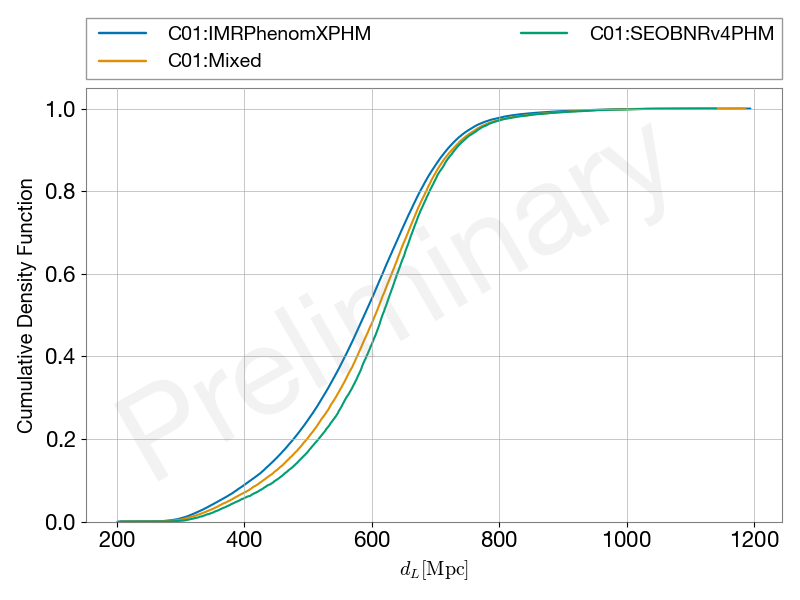 C01:IMRPhenomXPHM
C01:SEOBNRv4PHM
C01:Mixed
1.0
0.8
0.6
0.4
0.2
0.0
Cumulative Density Function
Preliminary
200
400
600
800
1000
1200
d_L[Mpc]